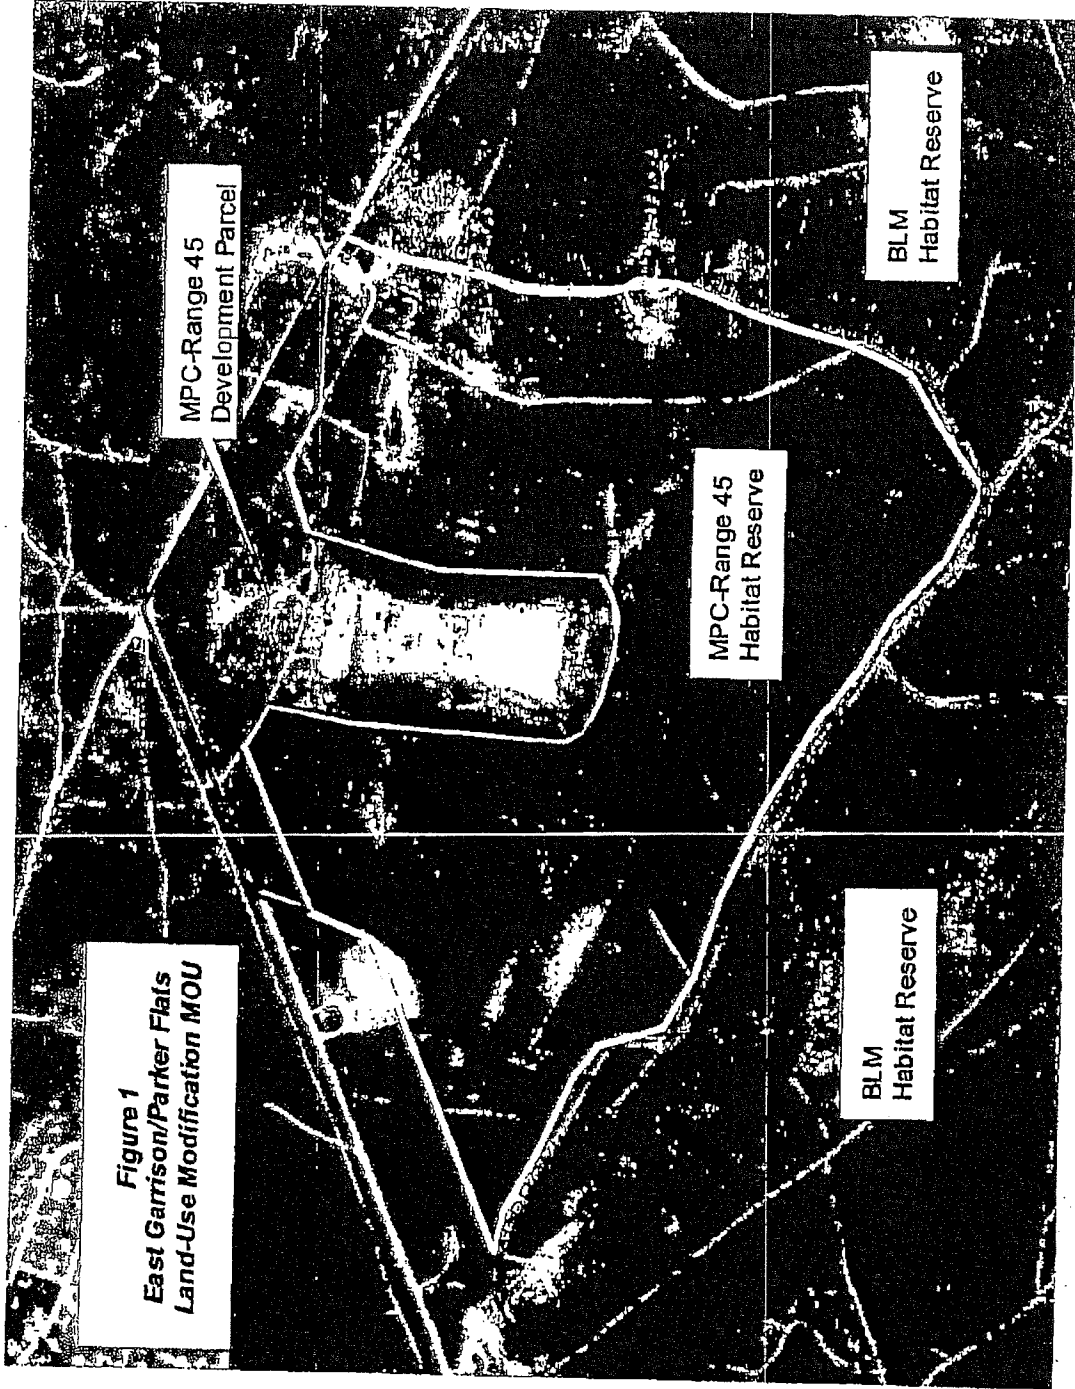 Figure 1
East Garrison/Parker Flats
Land-Use Modification MOU
MPC-Range 45
Development Parcel
MPC-Range 45
Habitat Reserve
BLM
Habitat Reserve
BLM
Habitat Reserve